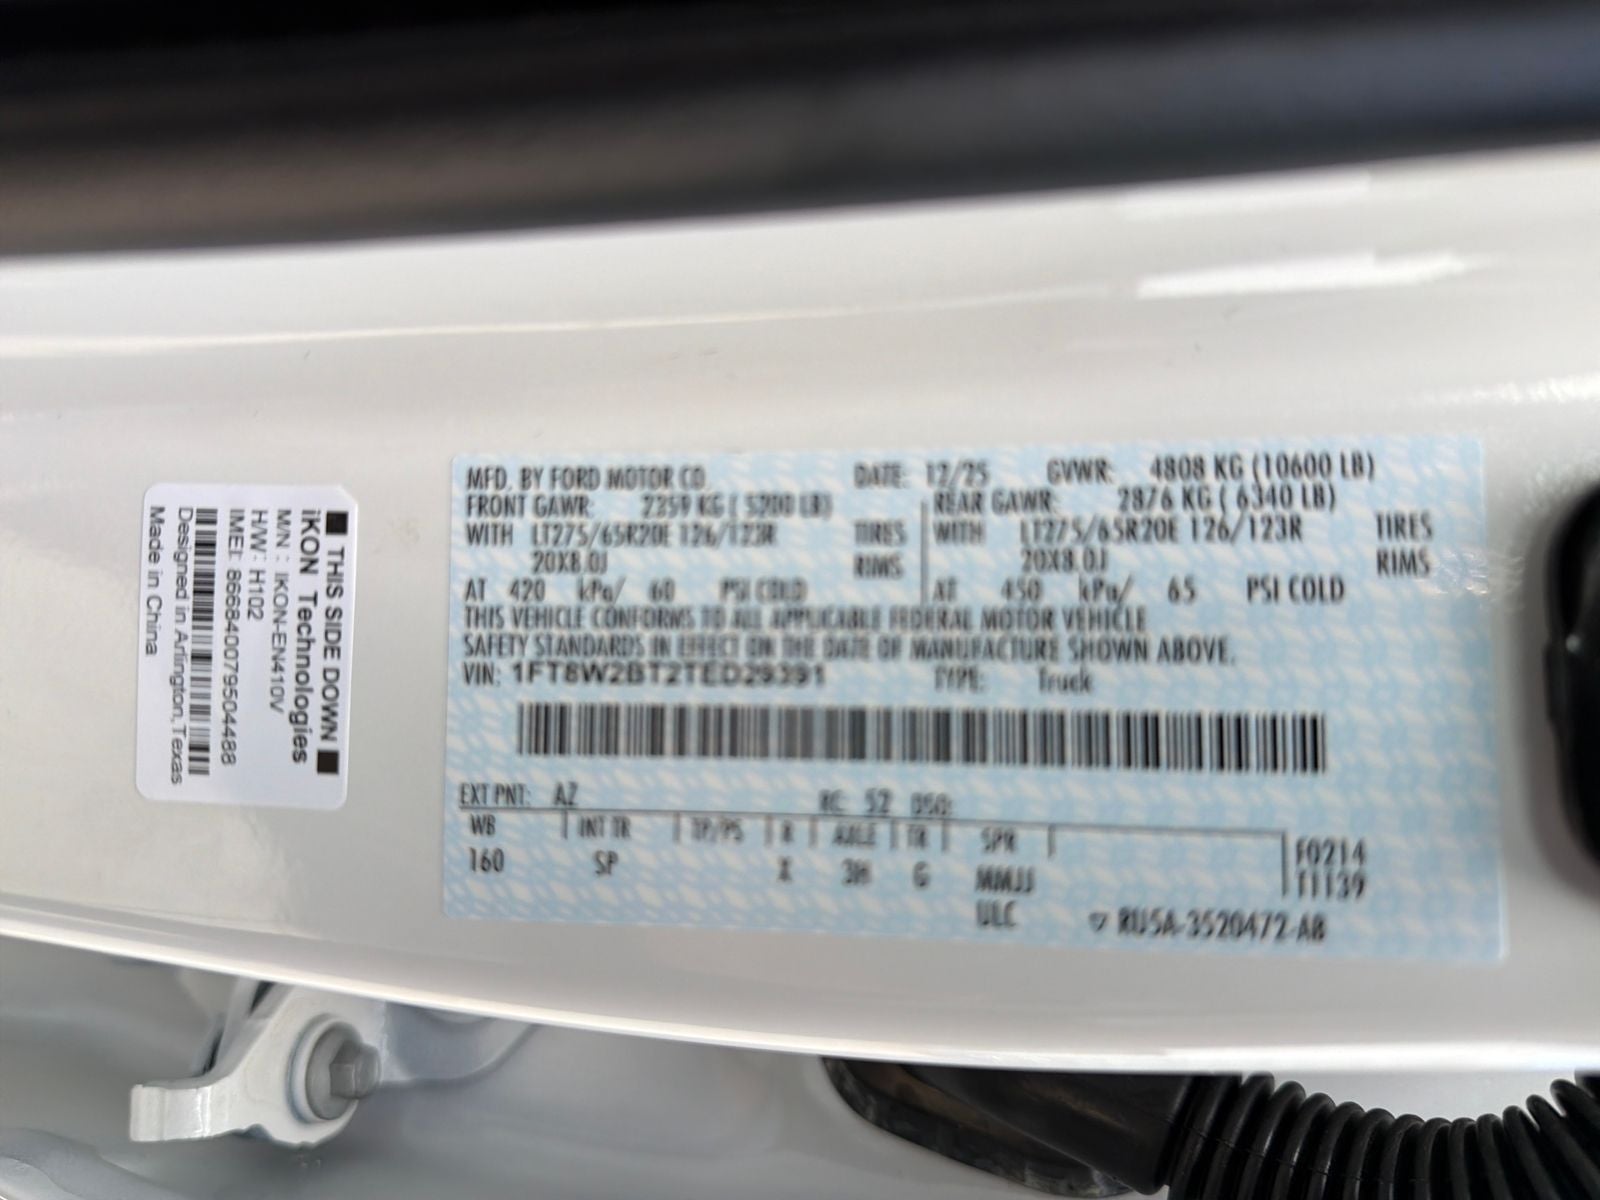 ■ THIS SIDE DOWN ■
iKON Technologies
M/N : IKON-EN410V
H/W: H102
IMEI: 866840079504488
Designed in Arlington, Texas
Made in China
MFD. BY FORD MOTOR CO. DATE: 12/25 GVWR: 4808 KG (10600 LB)
FRONT GAWR: 2359 KG ( 5200 LB) REAR GAWR: 2876 KG ( 6340 LB)
WITH LT275/65R20E 126/123R TIRES WITH LT275/65R20E 126/123R TIRES
20X8.0J RIMS 20X8.0J RIMS
AT 420 kPa/ 60 PSI COLD AT 450 kPa/ 65 PSI COLD
THIS VEHICLE CONFORMS TO ALL APPLICABLE FEDERAL MOTOR VEHICLE
SAFETY STANDARDS IN EFFECT ON THE DATE OF MANUFACTURE SHOWN ABOVE.
VIN: 1FT8W2BT2TED29391 TYPE: Truck
EXT PNT: AZ RC: 52 DSO:
WB INT TR TP/PS R AXLE TR SPR
160 SP X 3H G MMJJ F0214
T1139
ULC ▽ RU5A-3520472-AB